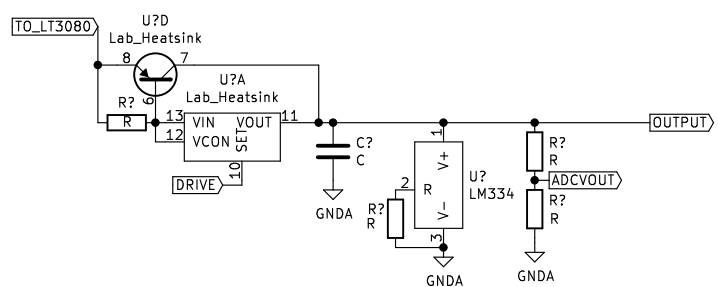 U?D
TO_LT3080
Lab_Heatsink
8
7
U?A
Lab_Heatsink
6
R?
R
13
VIN
VOUT
11
OUTPUT
12
VCON
SET
10
DRIVE
C?
C
GNDA
1
V+
2
R
U?
LM334
V-
3
R?
R
GNDA
R?
R
ADCVOUT
R?
R
GNDA